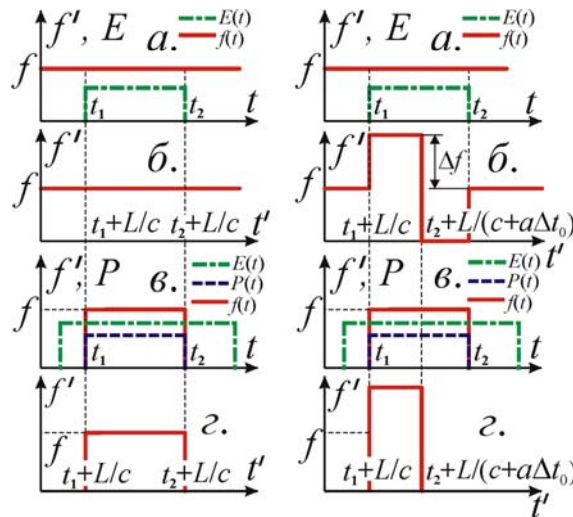 f', E а. E(t)
f(t)
f
t₁ t₂ t
f' б.
t₁+L/c t₂+L/c t'
f', P в. E(t)
P(t)
f(t)
f
t₁ t₂ t
f' г.
f
t₁+L/c t₂+L/c t'
f', E а. E(t)
f(t)
f
t₁ t₂ t
f' Δf б.
t₁+L/c t₂+L/(c+aΔt₀)
t'
f', P в. E(t)
P(t)
f(t)
f
t₁ t₂ t
f' г.
f
t₁+L/c t₂+L/(c+aΔt₀)
t'